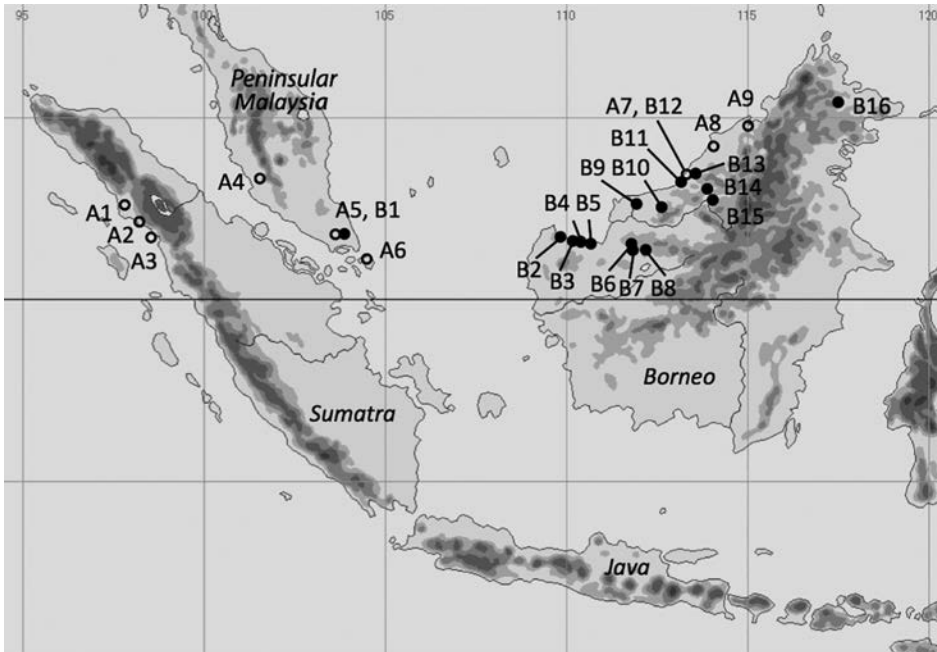 95 100 105 110 115 120
Peninsular
Malaysia
A7, B12 A9
B16
B11 A8
B9 B10 B13
A4
B14
A1 A5, B1 B4 B5 B15
A2 A6
A3 B2
B3 B6 B7 B8
Borneo
Sumatra
Java